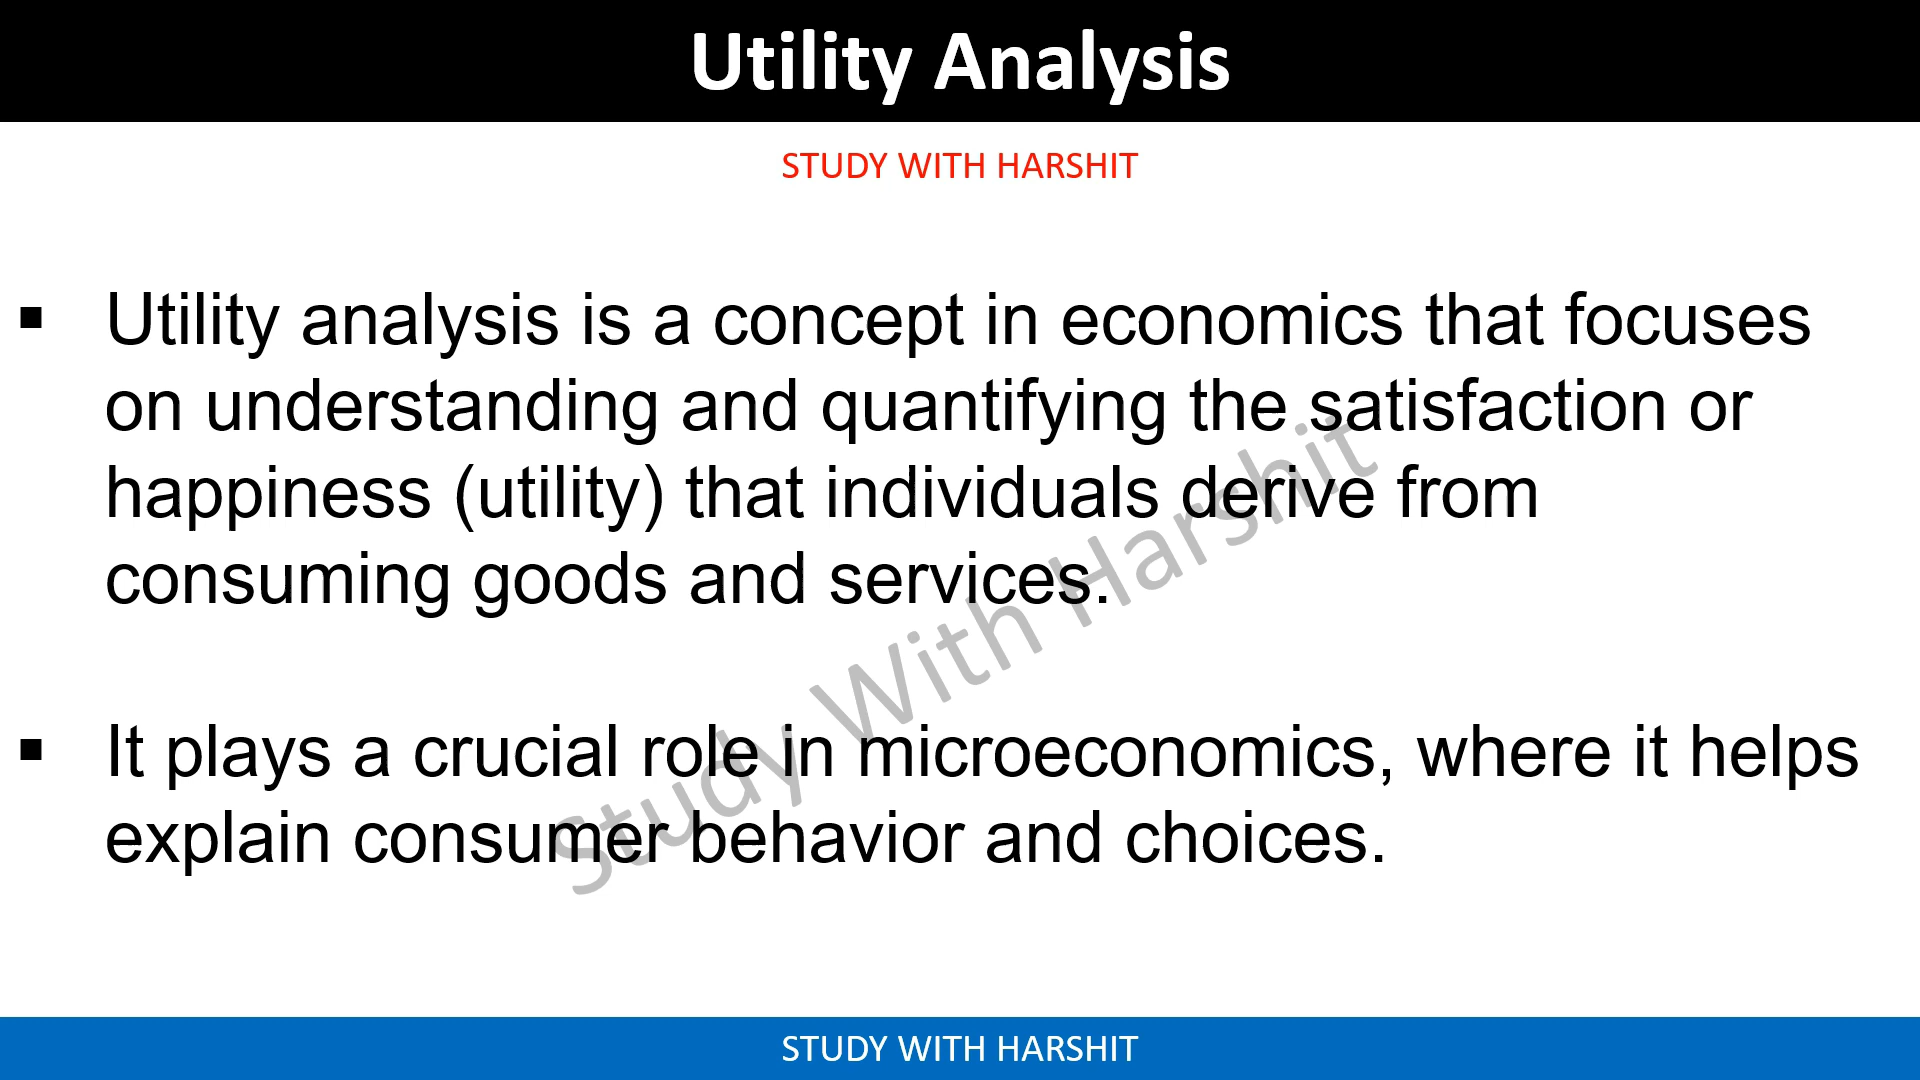 Utility Analysis
STUDY WITH HARSHIT
▪ Utility analysis is a concept in economics that focuses
on understanding and quantifying the satisfaction or
happiness (utility) that individuals derive from
consuming goods and services.
▪ It plays a crucial role in microeconomics, where it helps
explain consumer behavior and choices.
Study With Harshit
STUDY WITH HARSHIT